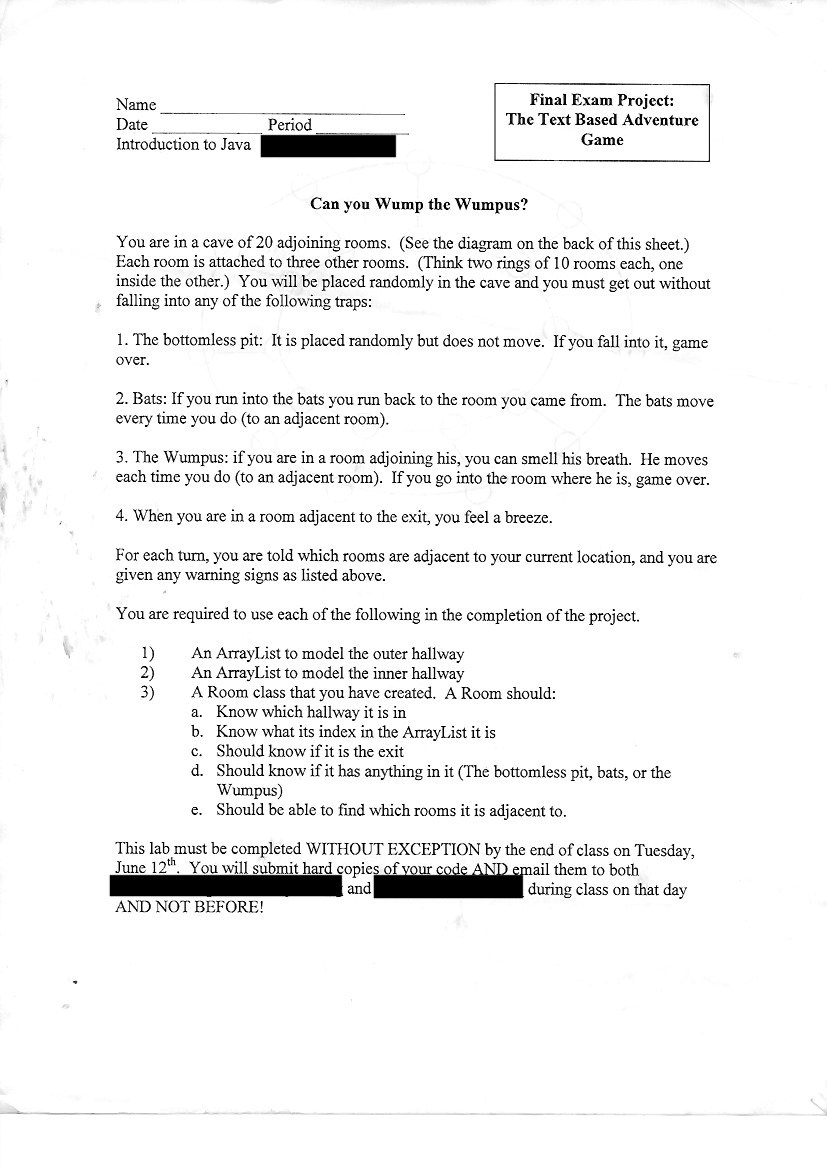 Name
Date Period
Introduction to Java
Final Exam Project:
The Text Based Adventure
Game
Can you Wump the Wumpus?
You are in a cave of 20 adjoining rooms. (See the diagram on the back of this sheet.)
Each room is attached to three other rooms. (Think two rings of 10 rooms each, one
inside the other.) You will be placed randomly in the cave and you must get out without
falling into any of the following traps:
1. The bottomless pit: It is placed randomly but does not move. If you fall into it, game
over.
2. Bats: If you run into the bats you run back to the room you came from. The bats move
every time you do (to an adjacent room).
3. The Wumpus: if you are in a room adjoining his, you can smell his breath. He moves
each time you do (to an adjacent room). If you go into the room where he is, game over.
4. When you are in a room adjacent to the exit, you feel a breeze.
For each turn, you are told which rooms are adjacent to your current location, and you are
given any warning signs as listed above.
You are required to use each of the following in the completion of the project.
1) An ArrayList to model the outer hallway
2) An ArrayList to model the inner hallway
3) A Room class that you have created. A Room should:
a. Know which hallway it is in
b. Know what its index in the ArrayList it is
c. Should know if it is the exit
d. Should know if it has anything in it (The bottomless pit, bats, or the
Wumpus)
e. Should be able to find which rooms it is adjacent to.
This lab must be completed WITHOUT EXCEPTION by the end of class on Tuesday,
June 12th. You will submit hard copies of your code AND email them to both
and during class on that day
AND NOT BEFORE!